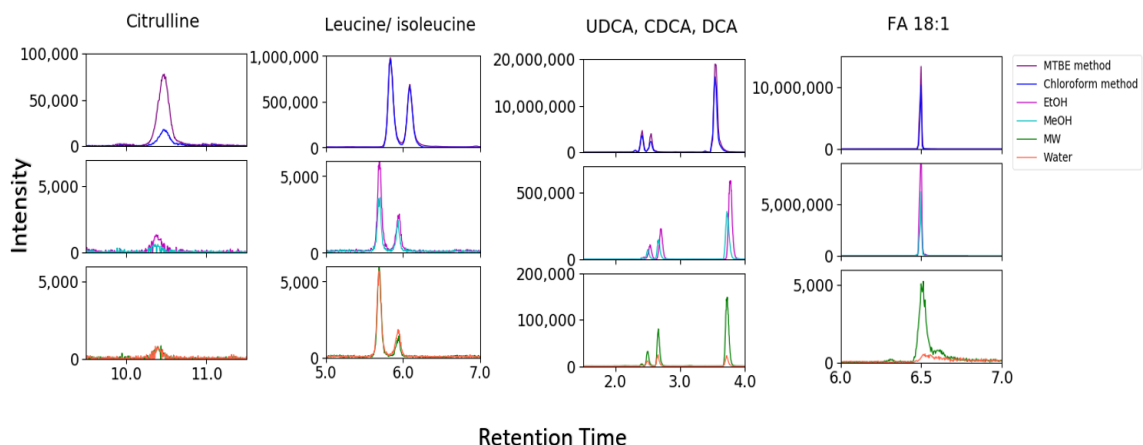 Citrulline
Leucine/ isoleucine
UDCA, CDCA, DCA
FA 18:1
100,000
50,000
0
1,000,000
500,000
0
20,000,000
10,000,000
0
10,000,000
0
MTBE method
Chloroform method
EtOH
MeOH
MW
Water
Intensity
5,000
0
5,000
0
500,000
0
5,000,000
0
5,000
0
5,000
0
200,000
100,000
0
5,000
0
10.0 11.0
5.0 6.0 7.0
2.0 3.0 4.0
6.0 6.5 7.0
Retention Time